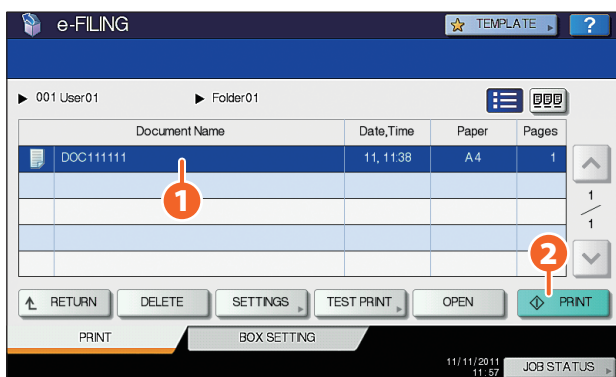 e-FILING
TEMPLATE
?
001 User01
Folder01
Document Name Date,Time Paper Pages
DOC111111 11, 11:38 A4 1
1
1
1
2
RETURN DELETE SETTINGS TEST PRINT OPEN PRINT
PRINT BOX SETTING
11/11/2011
11:57
JOB STATUS